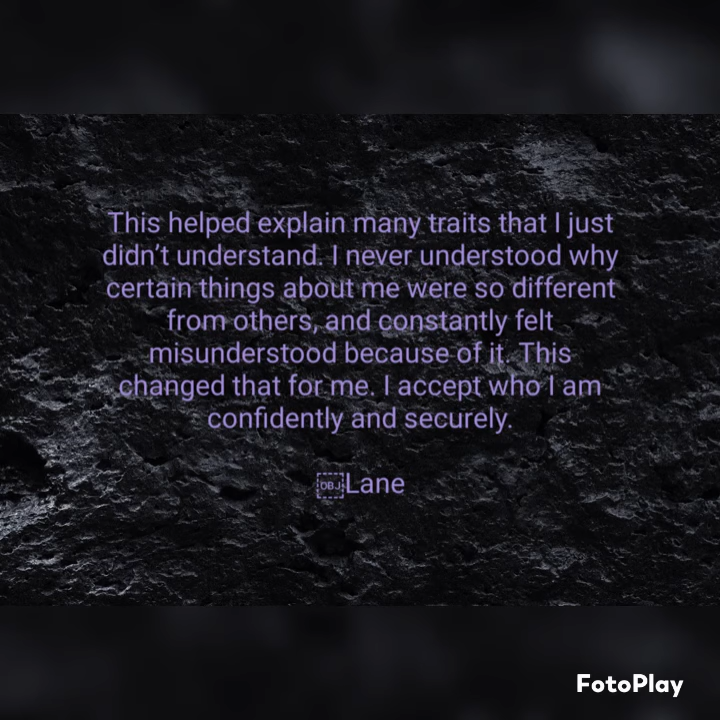 This helped explain many traits that I just
didn’t understand. I never understood why
certain things about me were so different
from others, and constantly felt
misunderstood because of it. This
changed that for me. I accept who I am
confidently and securely.
OBJLane
FotoPlay